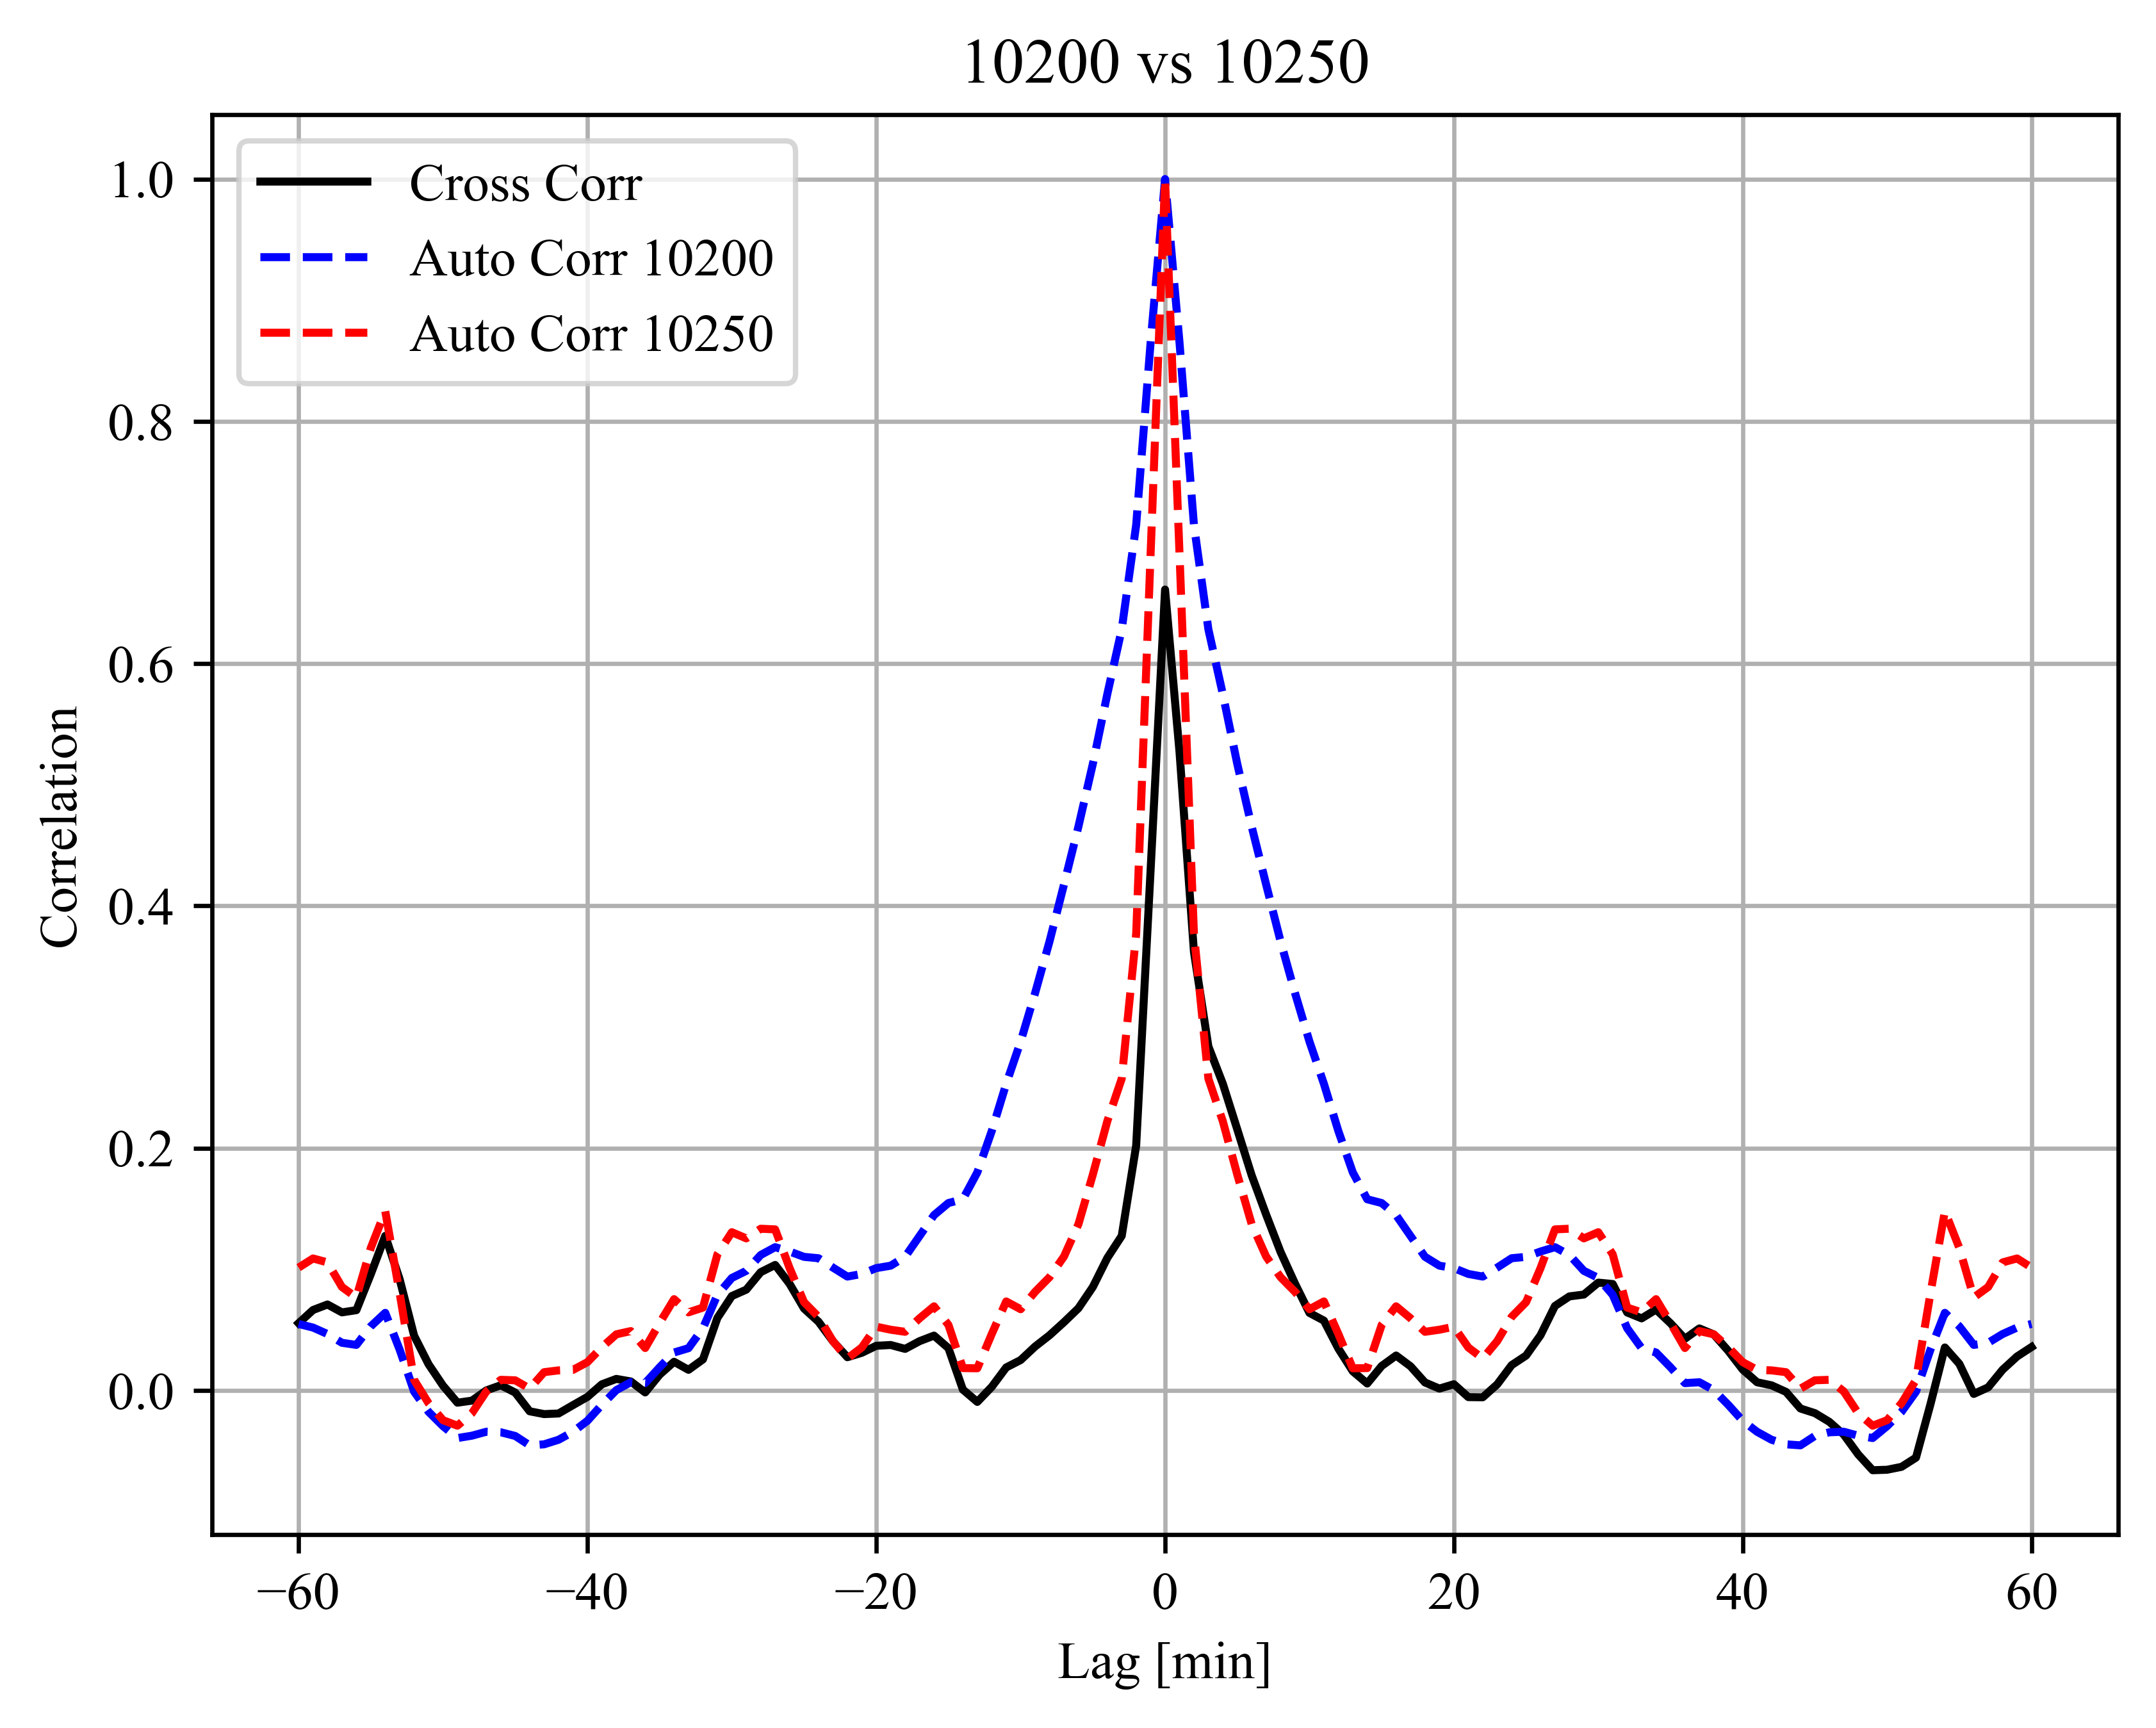 10200 vs 10250
Cross Corr
Auto Corr 10200
Auto Corr 10250
1.0
0.8
0.6
0.4
0.2
0.0
Correlation
−60
−40
−20
0
20
40
60
Lag [min]